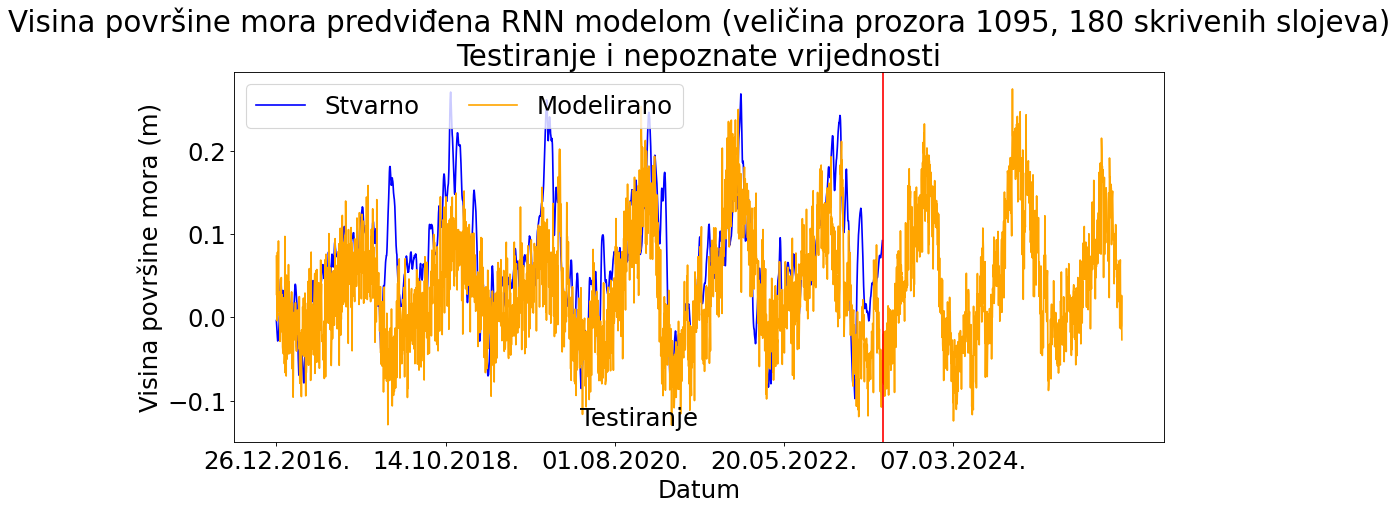 Visina površine mora predviđena RNN modelom (veličina prozora 1095, 180 skrivenih slojeva)
Testiranje i nepoznate vrijednosti
Stvarno
Modelirano
Visina površine mora (m)
0.2
0.1
0.0
−0.1
Testiranje
26.12.2016.
14.10.2018.
01.08.2020.
20.05.2022.
07.03.2024.
Datum